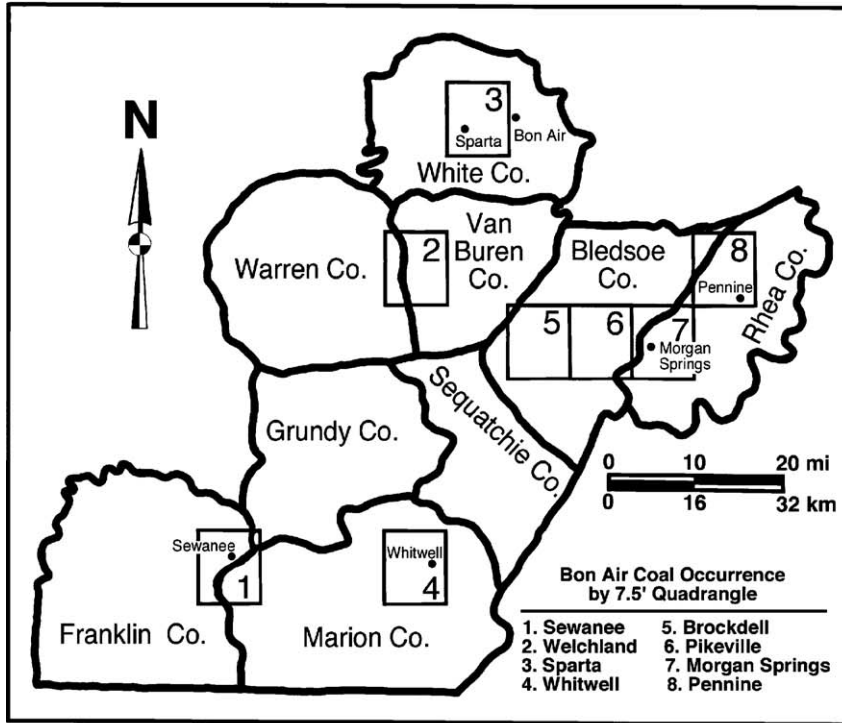 N
3
Sparta
Bon Air
White Co.
Van
Buren
Co.
Warren Co.
2
Bledsoe
Co.
8
Pennine
Rhea Co.
5
6
7
Morgan
Springs
Sequatchie Co.
Grundy Co.
0 10 20 mi
0 16 32 km
Sewanee
1
Whitwell
4
Franklin Co.
Marion Co.
Bon Air Coal Occurrence
by 7.5' Quadrangle
1. Sewanee 5. Brockdell
2. Welchland 6. Pikeville
3. Sparta 7. Morgan Springs
4. Whitwell 8. Pennine